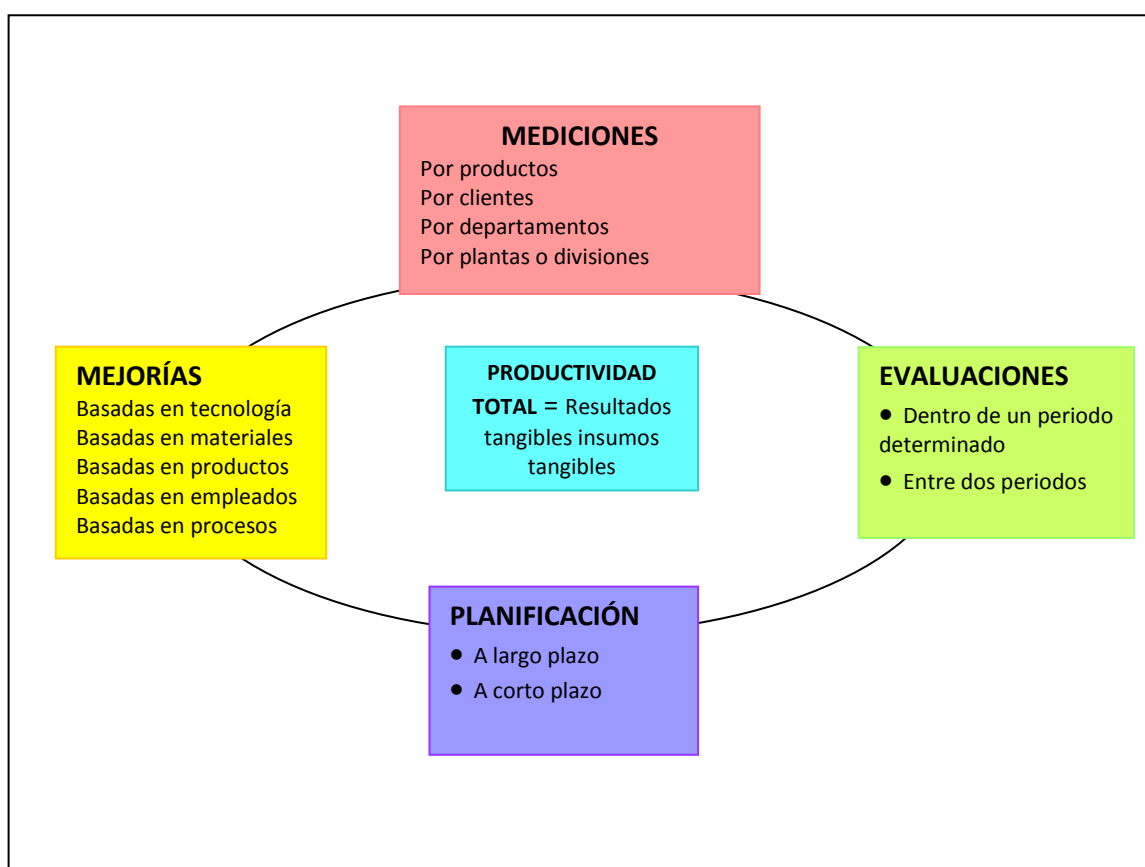 MEDICIONES
Por productos
Por clientes
Por departamentos
Por plantas o divisiones
MEJORÍAS
Basadas en tecnología
Basadas en materiales
Basadas en productos
Basadas en empleados
Basadas en procesos
PRODUCTIVIDAD
TOTAL = Resultados
tangibles insumos
tangibles
EVALUACIONES
● Dentro de un periodo
determinado
● Entre dos periodos
PLANIFICACIÓN
● A largo plazo
● A corto plazo